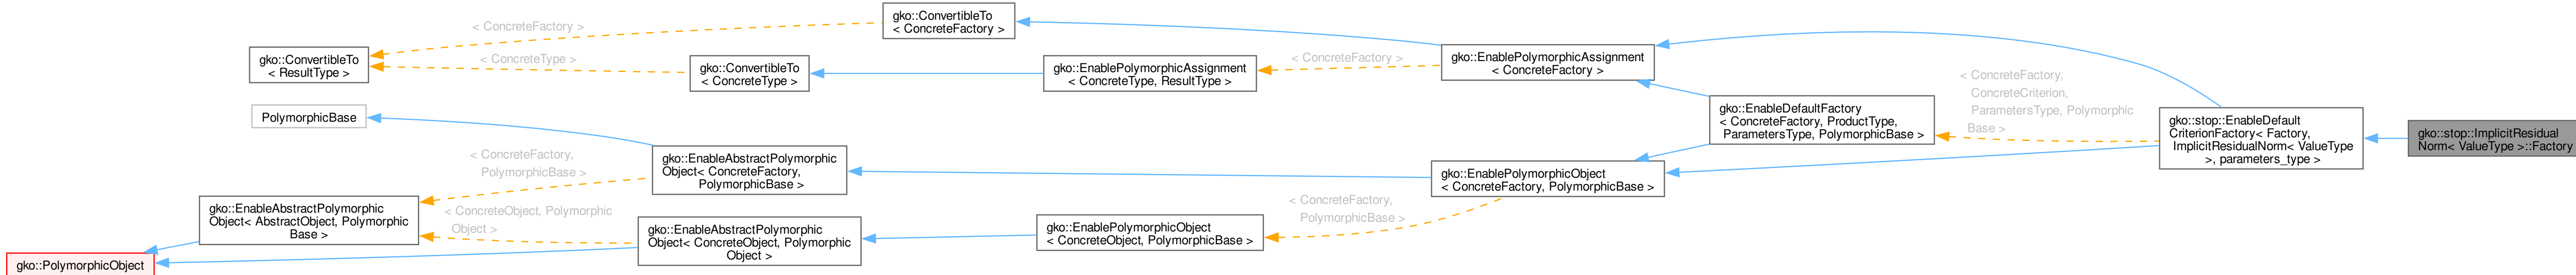 gko::ConvertibleTo
< ConcreteFactory >
< ConcreteFactory >
gko::ConvertibleTo
< ResultType >
< ConcreteType >
gko::ConvertibleTo
< ConcreteType >
gko::EnablePolymorphicAssignment
< ConcreteType, ResultType >
< ConcreteFactory >
gko::EnablePolymorphicAssignment
< ConcreteFactory >
PolymorphicBase
gko::EnableDefaultFactory
< ConcreteFactory, ProductType,
ParametersType, PolymorphicBase >
< ConcreteFactory,
ConcreteCriterion,
ParametersType, Polymorphic
Base >
gko::stop::EnableDefault
CriterionFactory< Factory,
ImplicitResidualNorm< ValueType
>, parameters_type >
gko::stop::ImplicitResidual
Norm< ValueType >::Factory
< ConcreteFactory,
PolymorphicBase >
gko::EnableAbstractPolymorphic
Object< ConcreteFactory,
PolymorphicBase >
gko::EnablePolymorphicObject
< ConcreteFactory, PolymorphicBase >
gko::EnableAbstractPolymorphic
Object< AbstractObject, Polymorphic
Base >
< ConcreteObject, Polymorphic
Object >
gko::EnableAbstractPolymorphic
Object< ConcreteObject, Polymorphic
Object >
gko::EnablePolymorphicObject
< ConcreteObject, PolymorphicBase >
< ConcreteFactory,
PolymorphicBase >
gko::PolymorphicObject